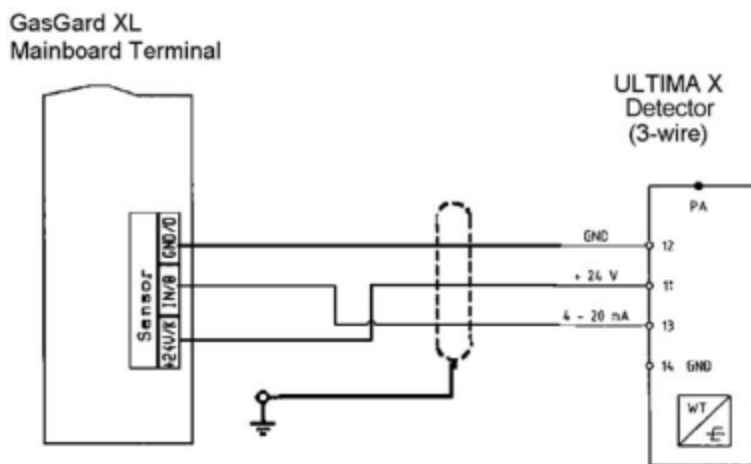 GasGard XL
Mainboard Terminal
ULTIMA X
Detector
(3-wire)
PA
Sensor
GND/D
IN/B
+24V/K
GND
12
+ 24 V
11
4 - 20 mA
13
14 GND
WT
E